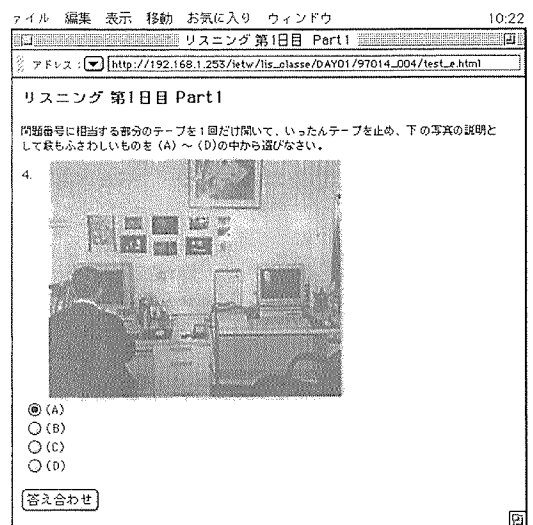 ァイル 編集 表示 移動 お気に入り ウィンドウ 10:22
リスニング 第1日目 Part1
アドレス: http://192.168.1.253/ietw/lis_classe/DAY01/97014_004/test_e.html
リスニング 第1日目 Part1
問題番号に相当する部分のテープを1回だけ聞いて、いったんテープを止め、下の写真の説明と
して最もふさわしいものを (A) ～ (D)の中から選びなさい。
4.
(A)
(B)
(C)
(D)
答え合わせ